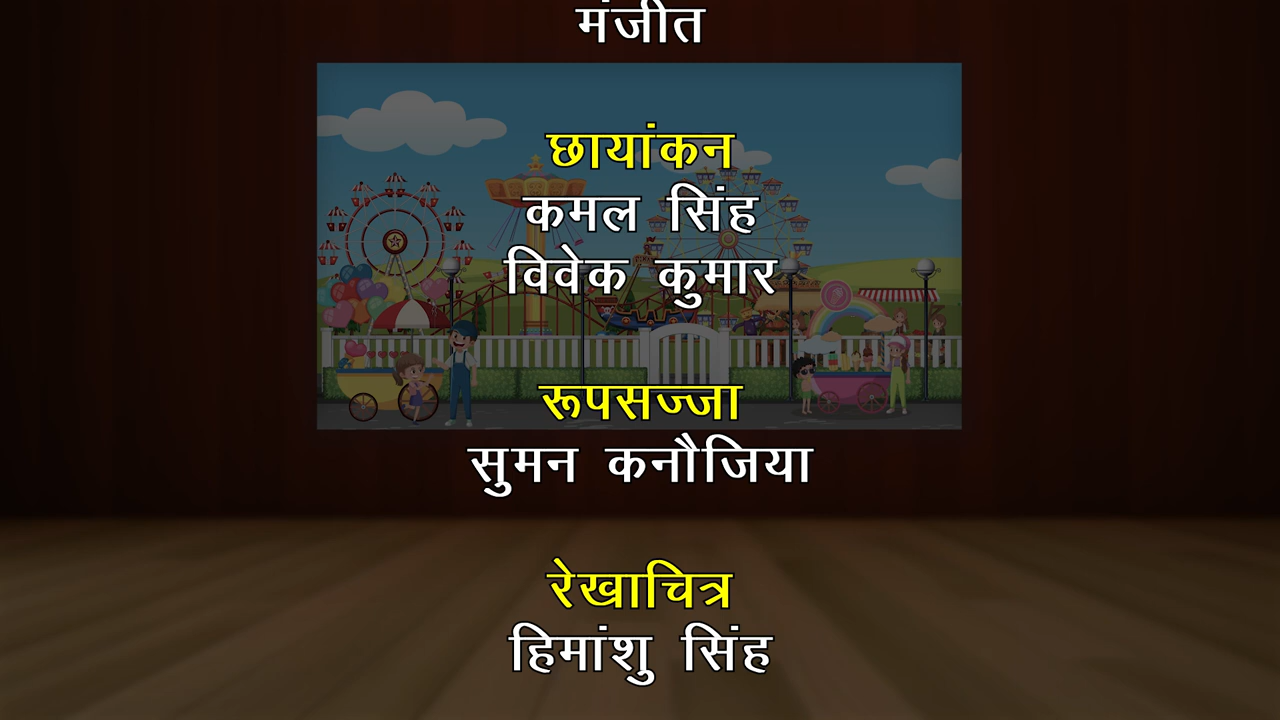 मंजीत
छायांकन
कमल सिंह
विवेक कुमार
रूपसज्जा
सुमन कनौजिया
रेखाचित्र
हिमांशु सिंह